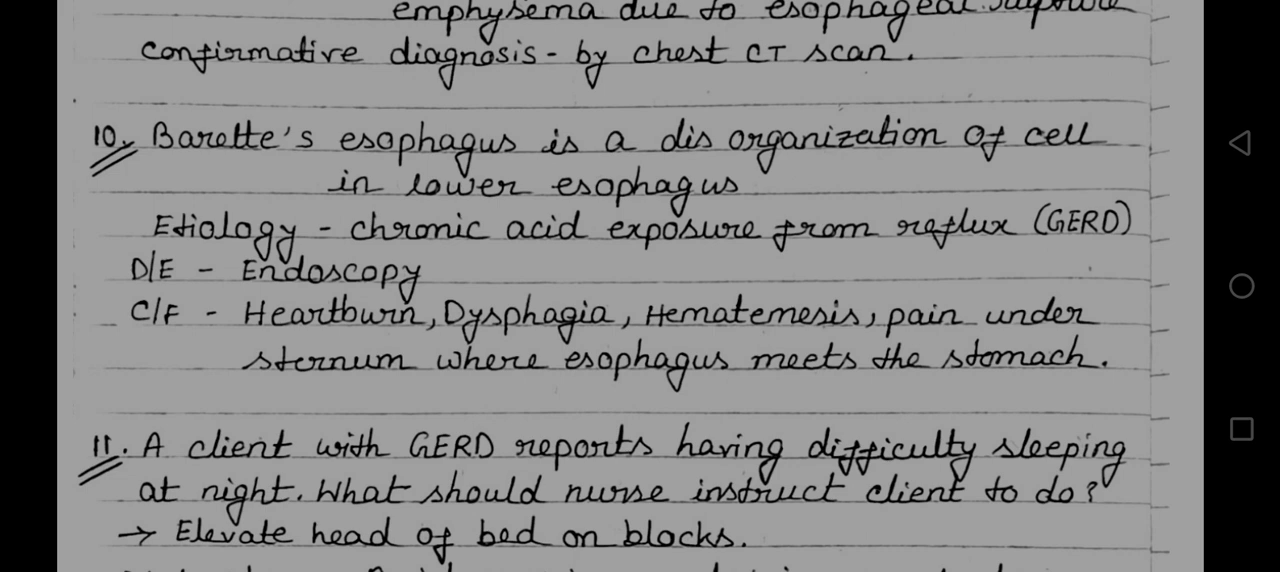 emphysema due to esophageal rupture
confirmative diagnosis - by chest CT scan.
10. Barette's esophagus is a dis organization of cell
in lower esophagus
Etiology - chronic acid exposure from reflux (GERD)
D/E - Endoscopy
C/F - Heartburn, Dysphagia, Hematemesis, pain under
sternum where esophagus meets the stomach.
11. A client with GERD reports having difficulty sleeping
at night. What should nurse instruct client to do?
→ Elevate head of bed on blocks.